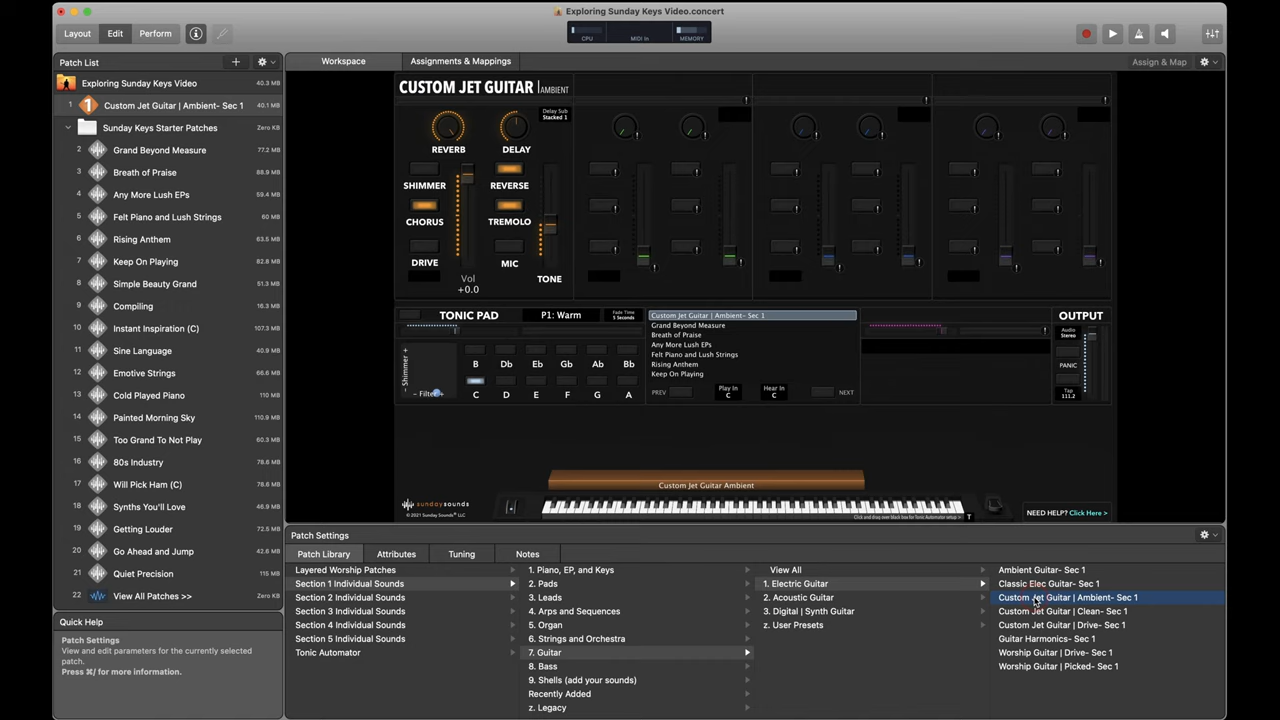 Exploring Sunday Keys Video.concert
Layout Edit Perform
CPU MIDI In MEMORY
Patch List
Workspace Assignments & Mappings Assign & Map
Exploring Sunday Keys Video 40.3 MB
1 Custom Jet Guitar | Ambient- Sec 1 40.1 MB
Sunday Keys Starter Patches Zero KB
2 Grand Beyond Measure 77.2 MB
3 Breath of Praise 88.9 MB
4 Any More Lush EPs 59.4 MB
5 Felt Piano and Lush Strings 60 MB
6 Rising Anthem 63.5 MB
7 Keep On Playing 82.8 MB
8 Simple Beauty Grand 51.3 MB
9 Compiling 16.3 MB
10 Instant Inspiration (C) 107.3 MB
11 Sine Language 142.1 MB
12 Emotive Strings 77.6 MB
13 Cold Played Piano 110 MB
14 Painted Morning Sky 110.9 MB
15 Too Grand To Not Play 60.3 MB
16 80s Industry 78.6 MB
17 Will Pick Ham (C) 78.6 MB
18 Synths You'll Love 46.9 MB
19 Getting Louder 72.5 MB
20 Go Ahead and Jump 42.6 MB
21 Quiet Precision 115 MB
22 View All Patches >> Zero KB
Quick Help
Patch Settings
View and edit parameters for the currently selected
patch.
Press ⌘/ for more information.
CUSTOM JET GUITAR | AMBIENT
Delay Sub
Stacked 1
REVERB DELAY
SHIMMER REVERSE
CHORUS TREMOLO
DRIVE MIC TONE
Vol
+0.0
TONIC PAD P1: Warm Fade Time
5 Seconds
- Shimmer +
- Filter +
B Db Eb Gb Ab Bb
C D E F G A
Custom Jet Guitar | Ambient- Sec 1
Grand Beyond Measure
Breath of Praise
Any More Lush EPs
Felt Piano and Lush Strings
Rising Anthem
Keep On Playing
PREV Play In
C Hear In
C NEXT
OUTPUT
Audio
Stereo
PANIC
Tap
111.2
Custom Jet Guitar Ambient
sundaysounds
© 2021 Sunday Sounds® LLC
Click and drag over black box for Tonic Automator setup > T
NEED HELP? Click Here >
Patch Settings
Patch Library Attributes Tuning Notes
Layered Worship Patches
Section 1 Individual Sounds
Section 2 Individual Sounds
Section 3 Individual Sounds
Section 4 Individual Sounds
Section 5 Individual Sounds
Tonic Automator
1. Piano, EP, and Keys
2. Pads
3. Leads
4. Arps and Sequences
5. Organ
6. Strings and Orchestra
7. Guitar
8. Bass
9. Shells (add your sounds)
Recently Added
z. Legacy
View All
1. Electric Guitar
2. Acoustic Guitar
3. Digital | Synth Guitar
z. User Presets
Ambient Guitar- Sec 1
Classic Elec Guitar- Sec 1
Custom Jet Guitar | Ambient- Sec 1
Custom Jet Guitar | Clean- Sec 1
Custom Jet Guitar | Drive- Sec 1
Guitar Harmonics- Sec 1
Worship Guitar | Drive- Sec 1
Worship Guitar | Picked- Sec 1